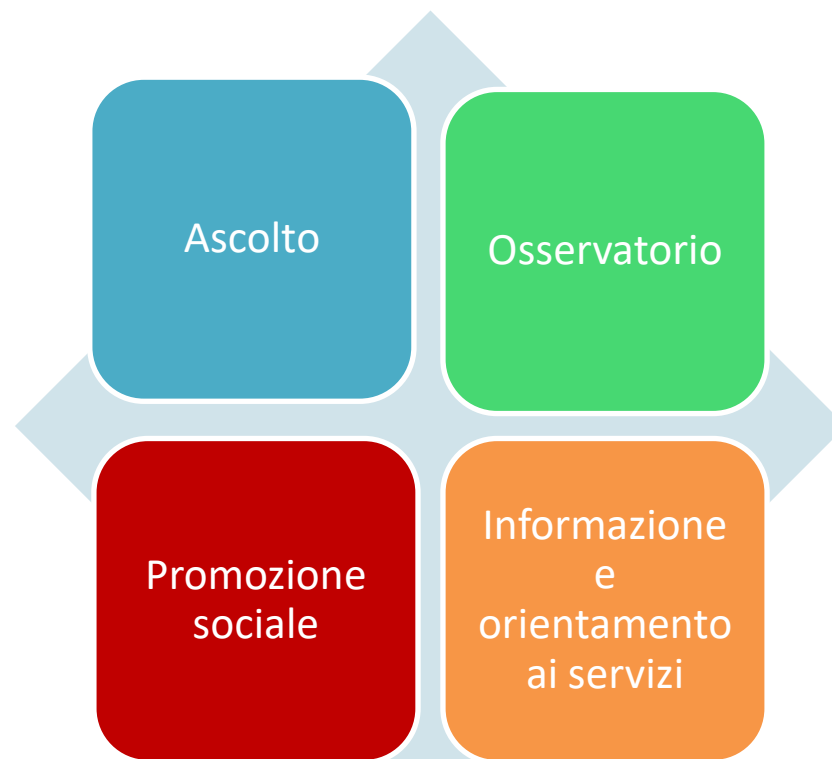 Ascolto
Osservatorio
Promozione
sociale
Informazione
e
orientamento
ai servizi